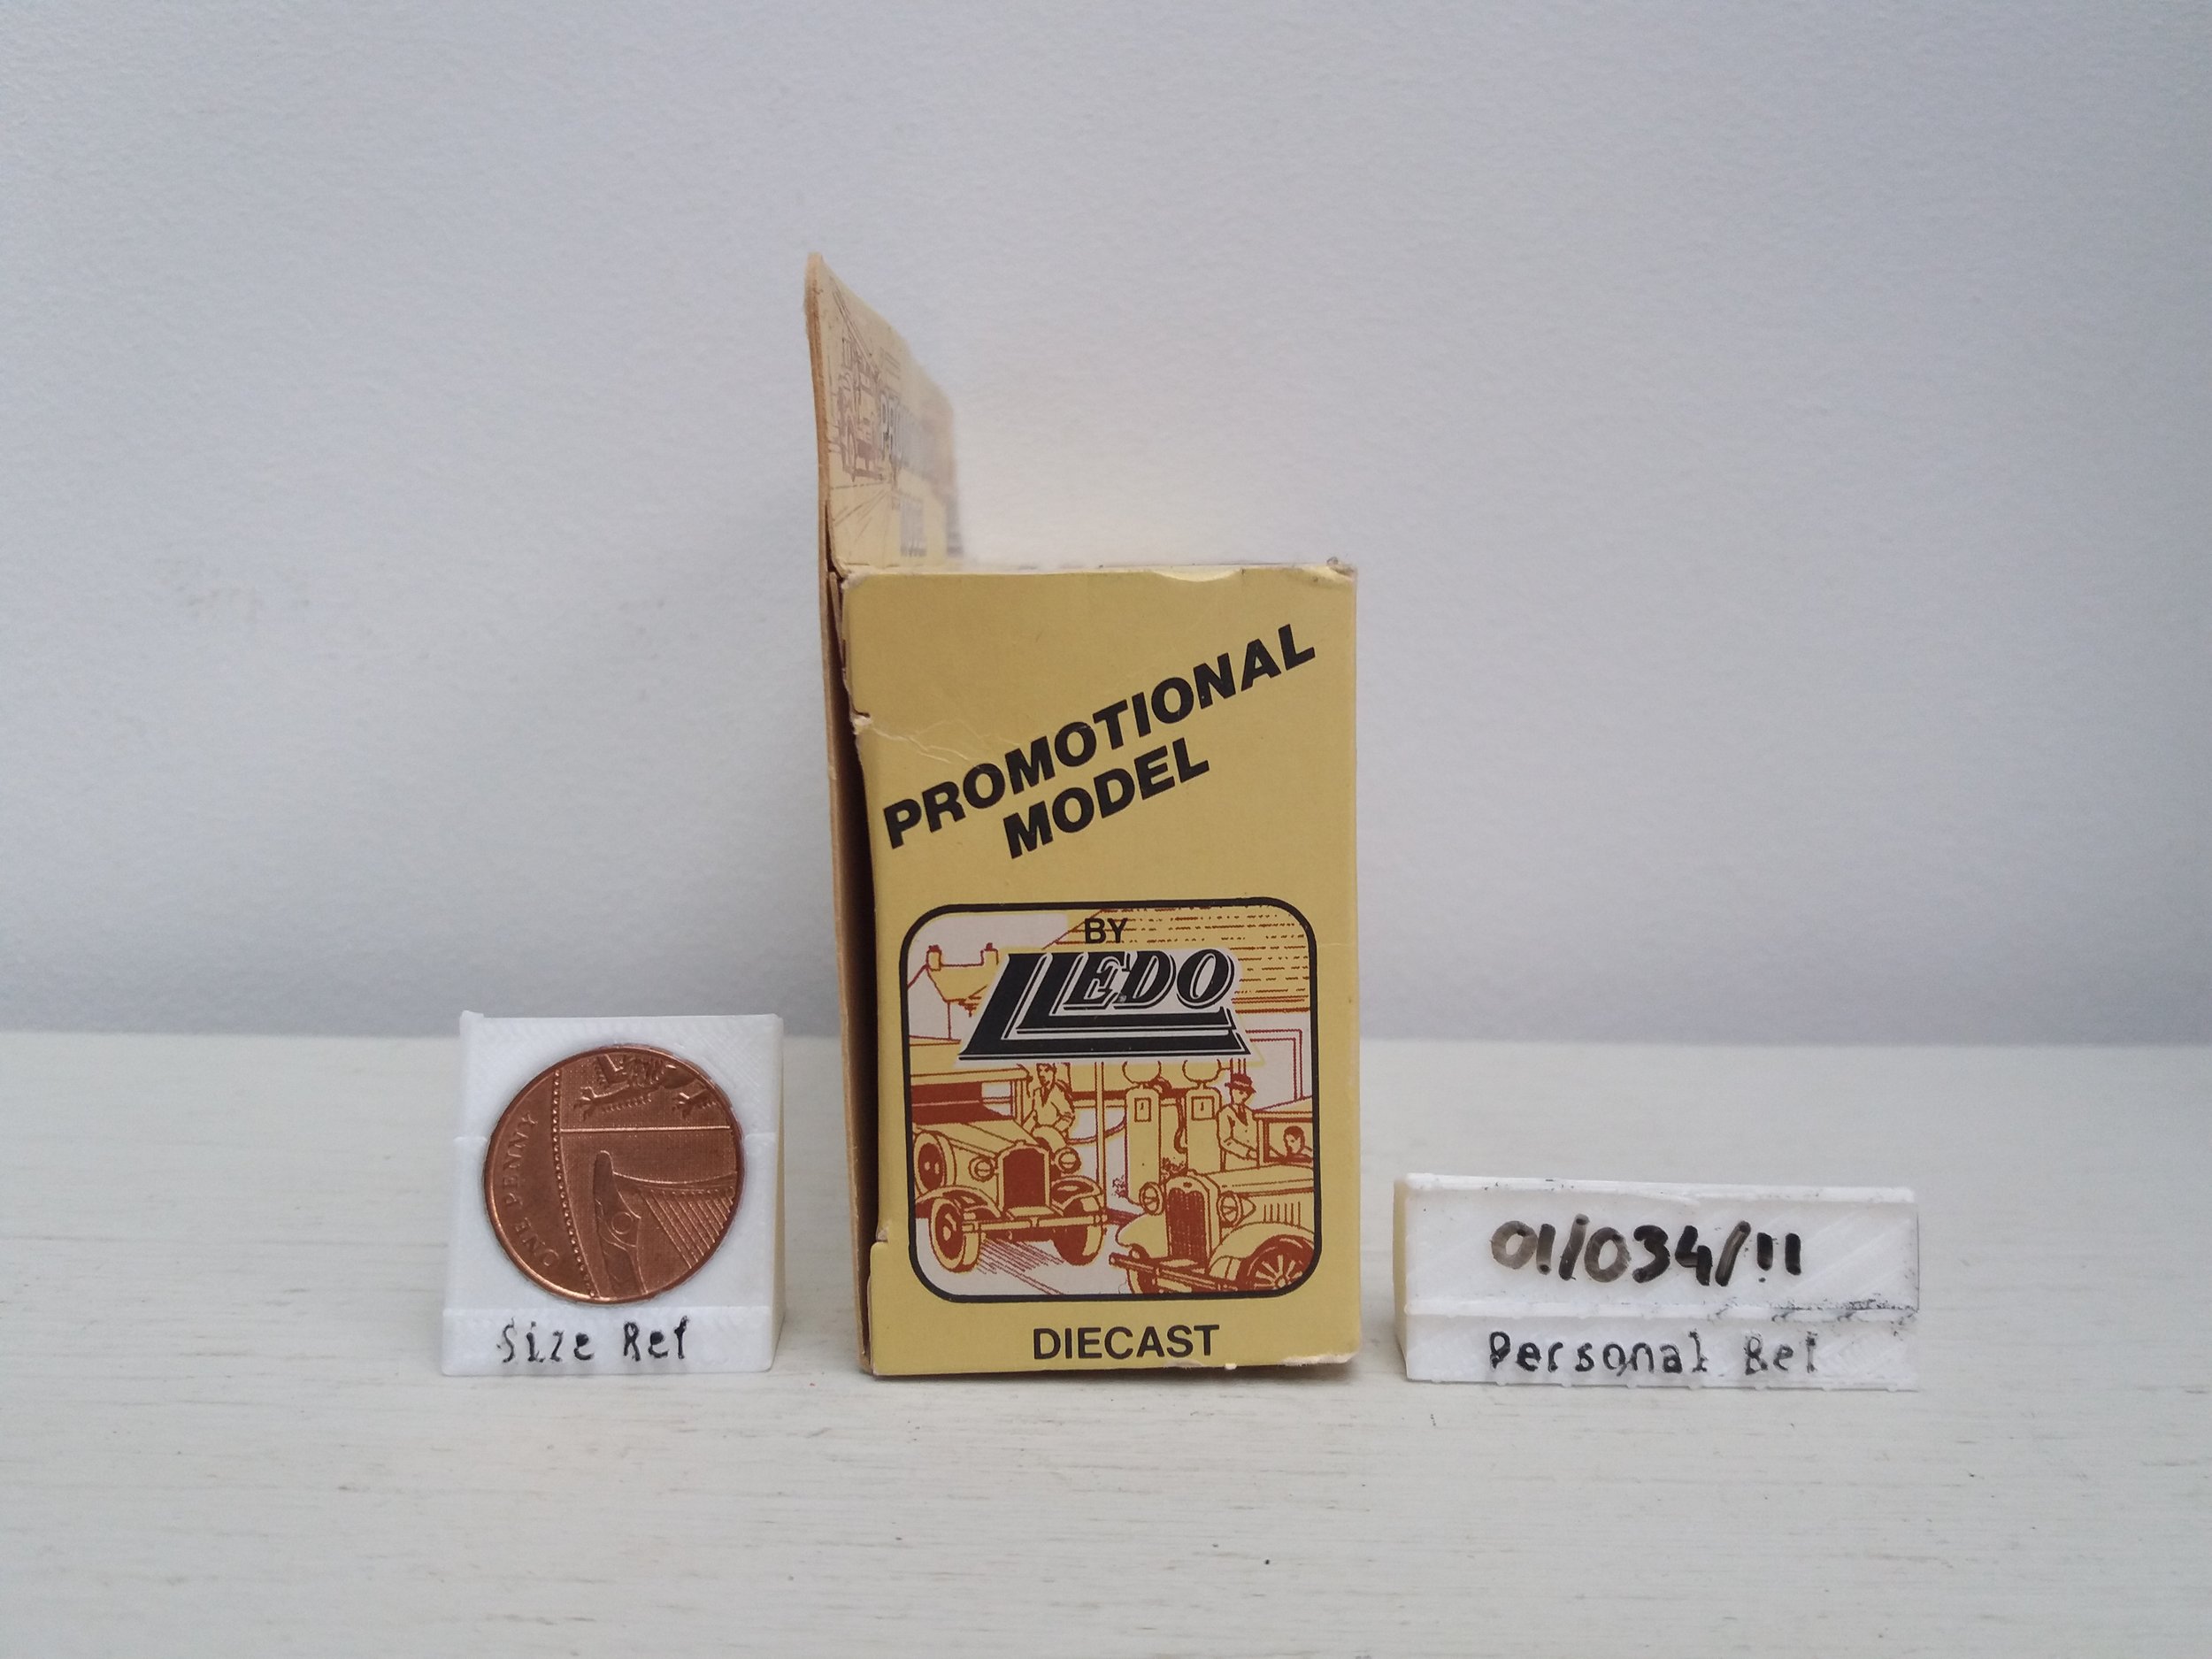 PROMOTIONAL
MODEL
BY
LLEDO
DIECAST
ONE PENNY
Size Ref
01/034/11
Personal Ref